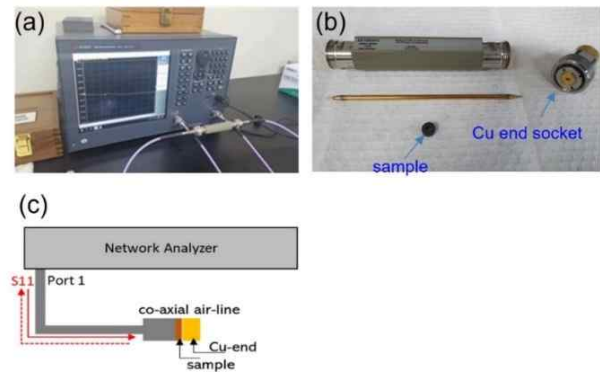 (a)
(b)
Cu end socket
sample
(c)
Network Analyzer
S11
Port 1
co-axial air-line
Cu-end
sample